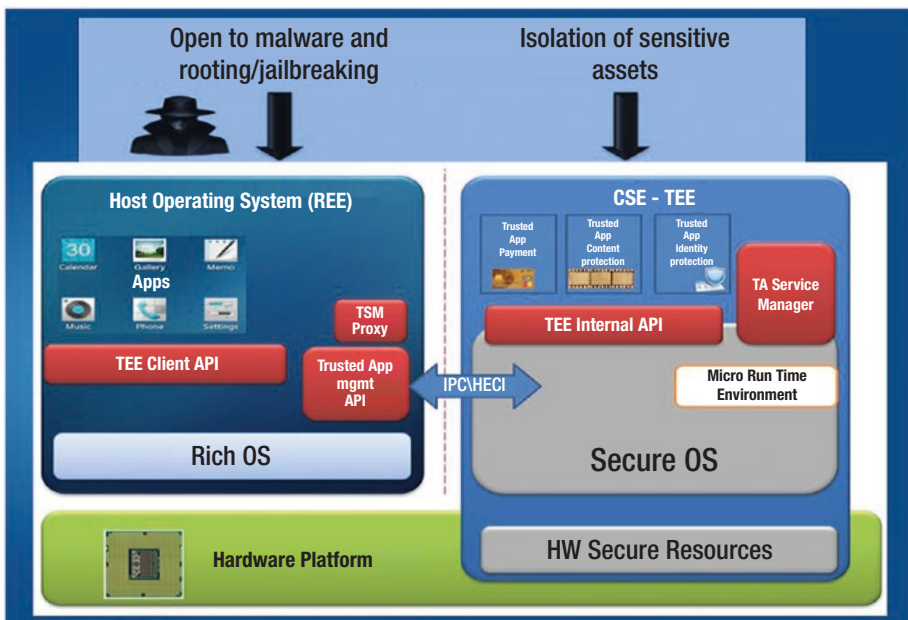 Open to malware and
rooting/jailbreaking
Isolation of sensitive
assets
Host Operating System (REE)
30
Calendar
Gallery
Memo
Apps
Music
Phone
Settings
TSM
Proxy
TEE Client API
Trusted App
mgmt
API
Rich OS
IPC\HECI
CSE - TEE
Trusted
App
Payment
Trusted
App
Content
protection
Trusted
App
Identity
protection
TA Service
Manager
TEE Internal API
Micro Run Time
Environment
Secure OS
HW Secure Resources
Hardware Platform